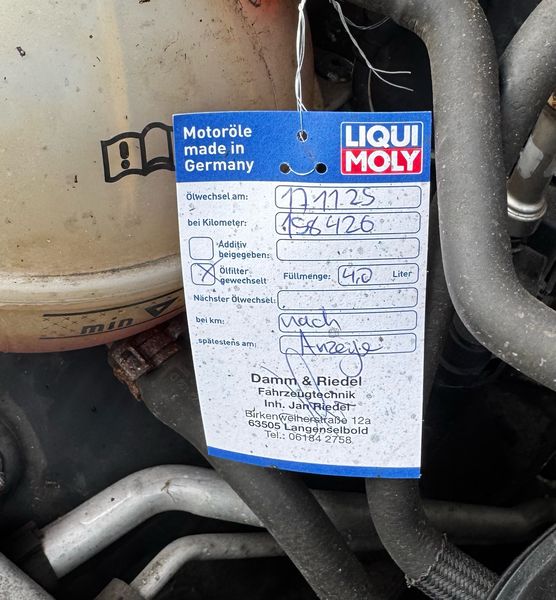 Motoröle
made in
Germany
LIQUI
MOLY
Ölwechsel am: 17.11.25
bei Kilometer: 158426
Additiv
beigegeben:
X Ölfilter
gewechselt
Füllmenge: 4,0 Liter
Nächster Ölwechsel:
bei km: nach
spätestens am: Anzeige
Damm & Riedel
Fahrzeugtechnik
Inh. Jan Riedel
Birkenweiherstraße 12a
63505 Langenselbold
Tel.: 06184 2758
min